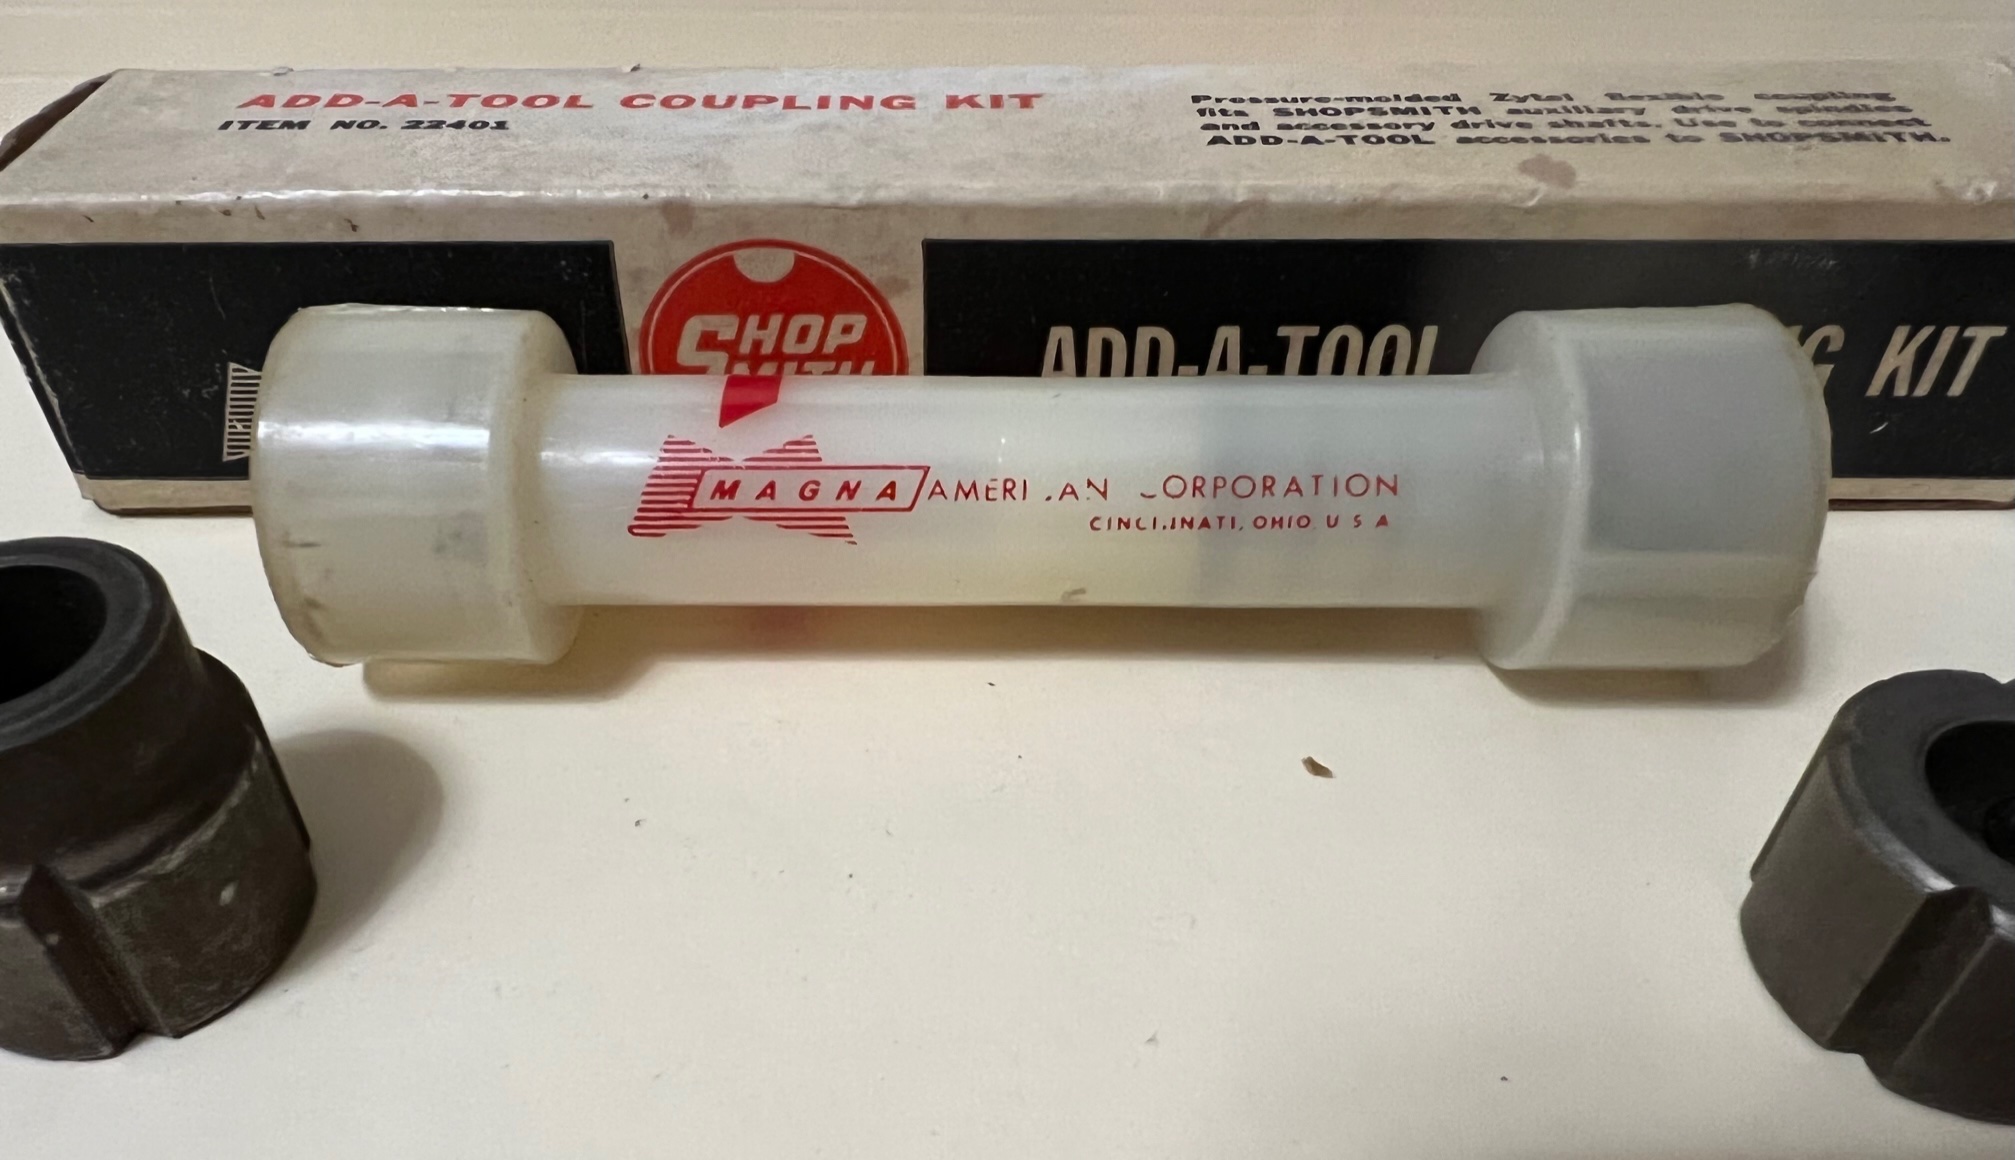 ADD-A-TOOL COUPLING KIT
ITEM NO. 22401
Pressure-molded Zytel flexible coupling
fits SHOPSMITH auxiliary drive spindles
and accessory drive shafts. Use to connect
ADD-A-TOOL accessories to SHOPSMITH.
SHOP
SMITH
ADD-A-TOOL G KIT
MAGNA AMERI AN ORPORATION
CINCINNATI, OHIO U S A